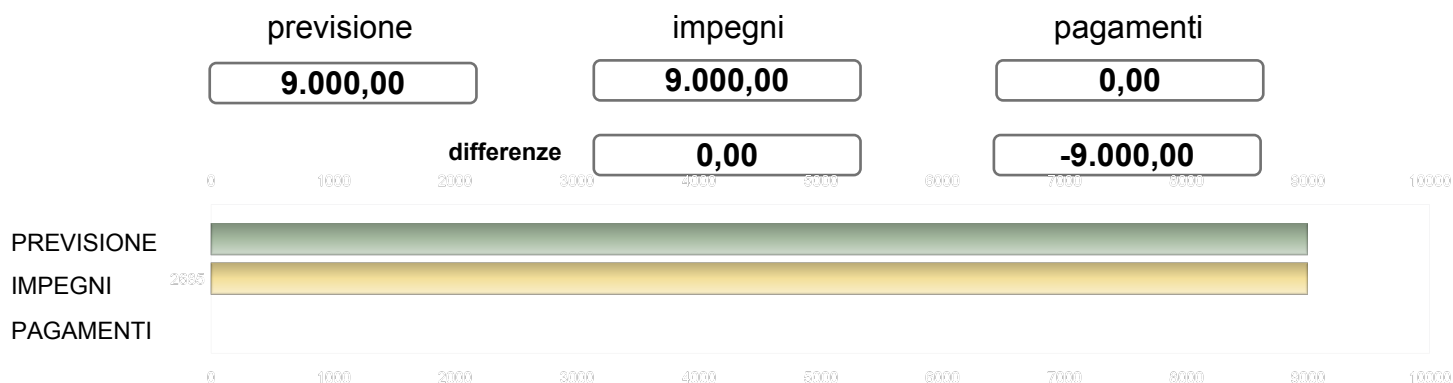 previsione impegni pagamenti
9.000,00 9.000,00 0,00
differenze 0,00 -9.000,00
0 1000 2000 3000 4000 5000 6000 7000 8000 9000 10000
PREVISIONE
IMPEGNI 2685
PAGAMENTI
0 1000 2000 3000 4000 5000 6000 7000 8000 9000 10000